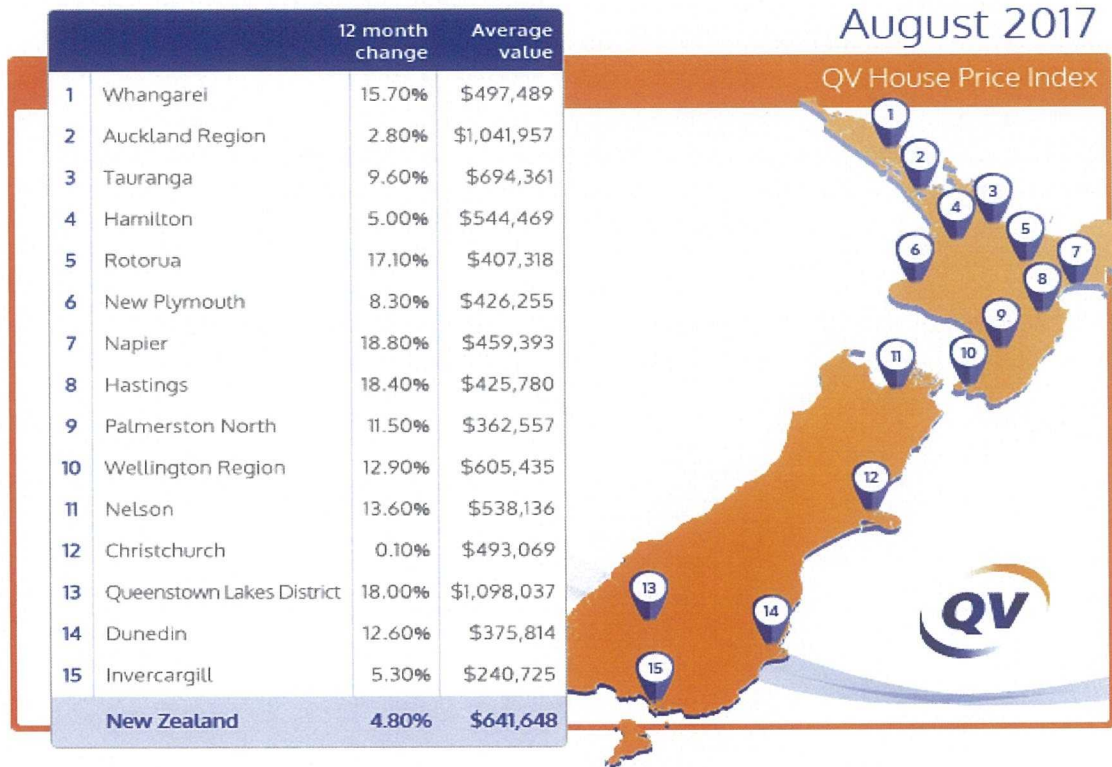 August 2017
QV House Price Index
12 month change Average value
1 Whangarei 15.70% $497,489
2 Auckland Region 2.80% $1,041,957
3 Tauranga 9.60% $694,361
4 Hamilton 5.00% $544,469
5 Rotorua 17.10% $407,318
6 New Plymouth 8.30% $426,255
7 Napier 18.80% $459,393
8 Hastings 18.40% $425,780
9 Palmerston North 11.50% $362,557
10 Wellington Region 12.90% $605,435
11 Nelson 13.60% $538,136
12 Christchurch 0.10% $493,069
13 Queenstown Lakes District 18.00% $1,098,037
14 Dunedin 12.60% $375,814
15 Invercargill 5.30% $240,725
New Zealand 4.80% $641,648
1
2
3
4
5
6
7
8
9
10
11
12
13
14
15
QV